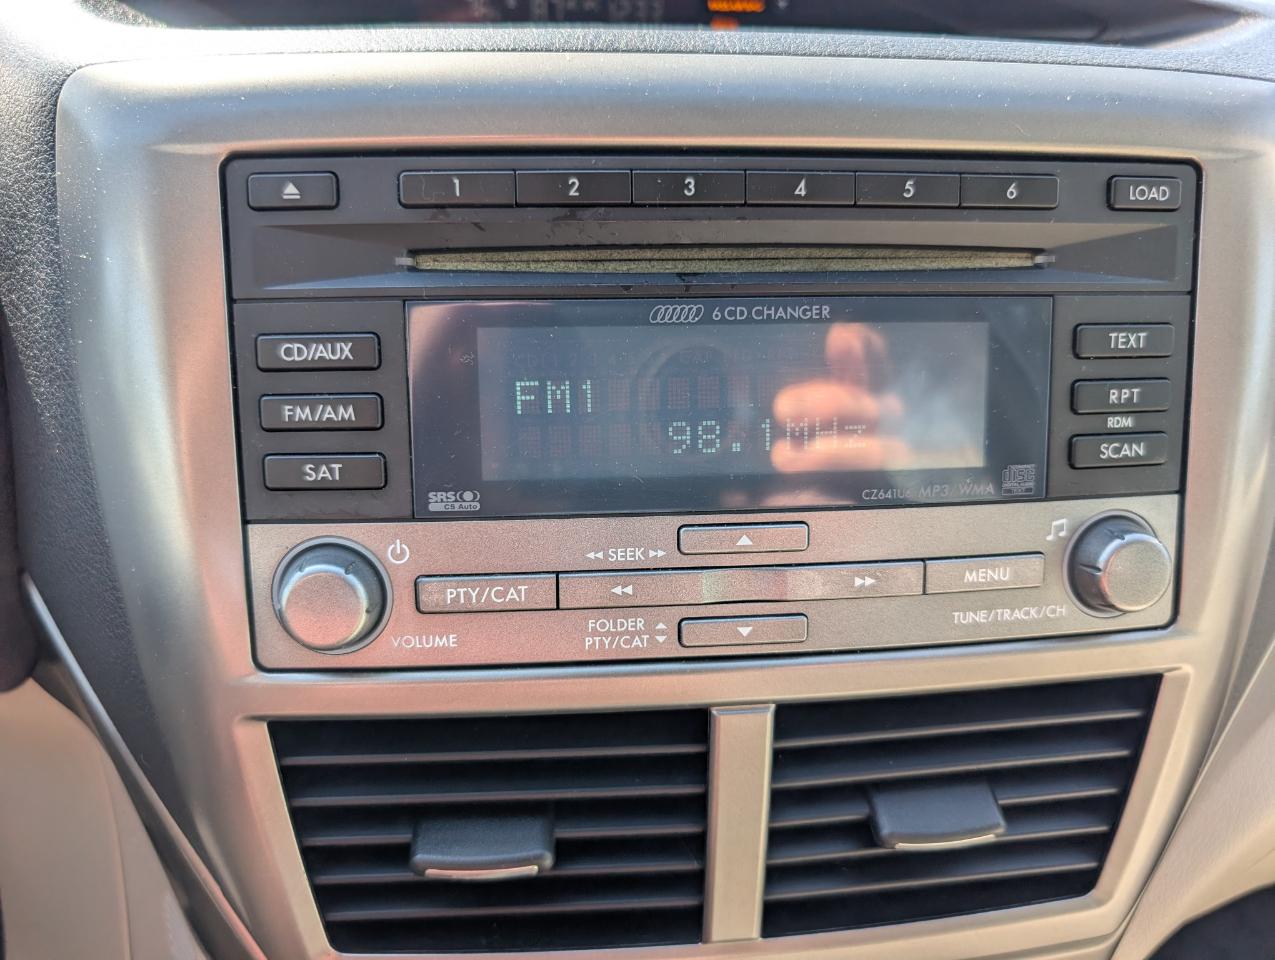 1 2 3 4 5 6 LOAD
6 CD CHANGER
CD/AUX
FM/AM
SAT
FM1
98.1MHz
TEXT
RPT
RDM
SCAN
SRS
CS Auto
MP3/WMA
disc
SEEK
PTY/CAT
MENU
VOLUME
FOLDER
PTY/CAT
TUNE/TRACK/CH